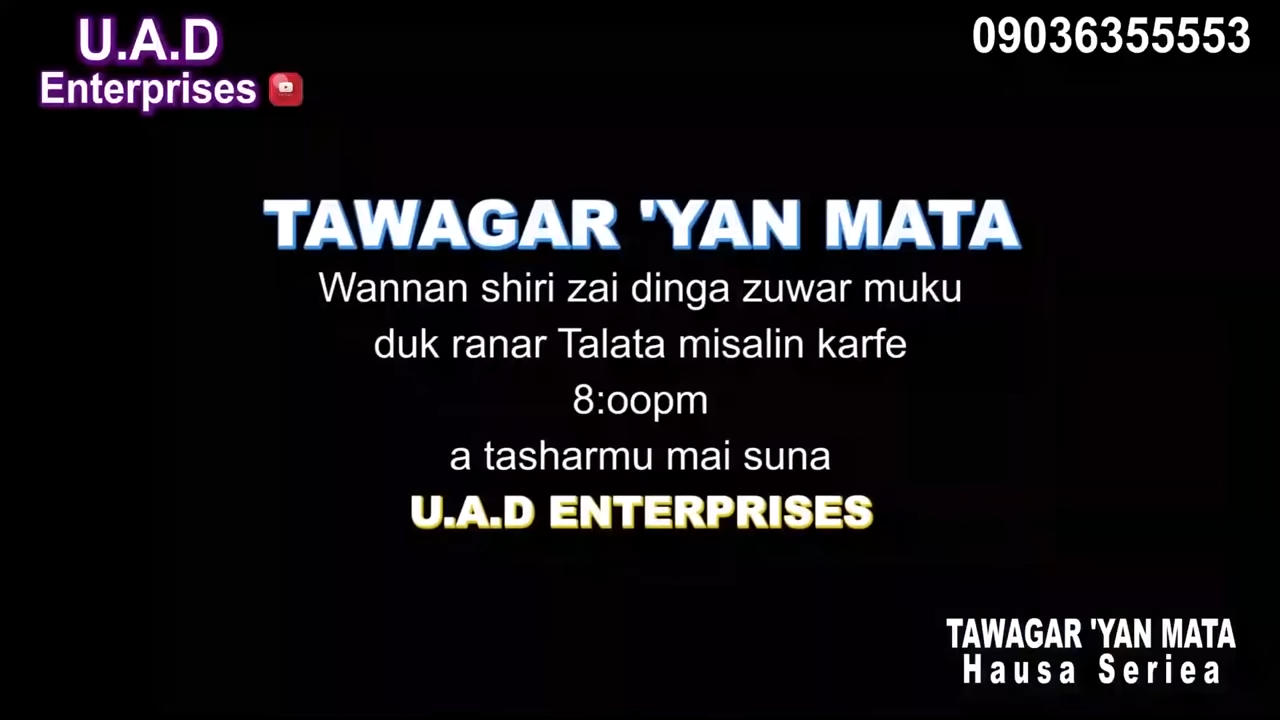 U.A.D
Enterprises
09036355553
TAWAGAR 'YAN MATA
Wannan shiri zai dinga zuwar muku
duk ranar Talata misalin karfe
8:oopm
a tasharmu mai suna
U.A.D ENTERPRISES
TAWAGAR 'YAN MATA
Hausa Seriea